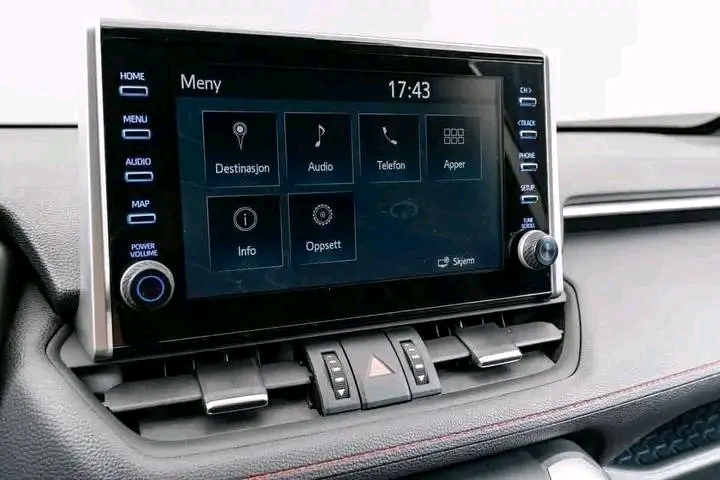 HOME
MENU
AUDIO
MAP
POWER
VOLUME
Meny
17:43
Destinasjon
Audio
Telefon
Apper
Info
Oppsett
Skjerm
CH>
<TRACK
PHONE
SETUP
TUNE
SCROLL